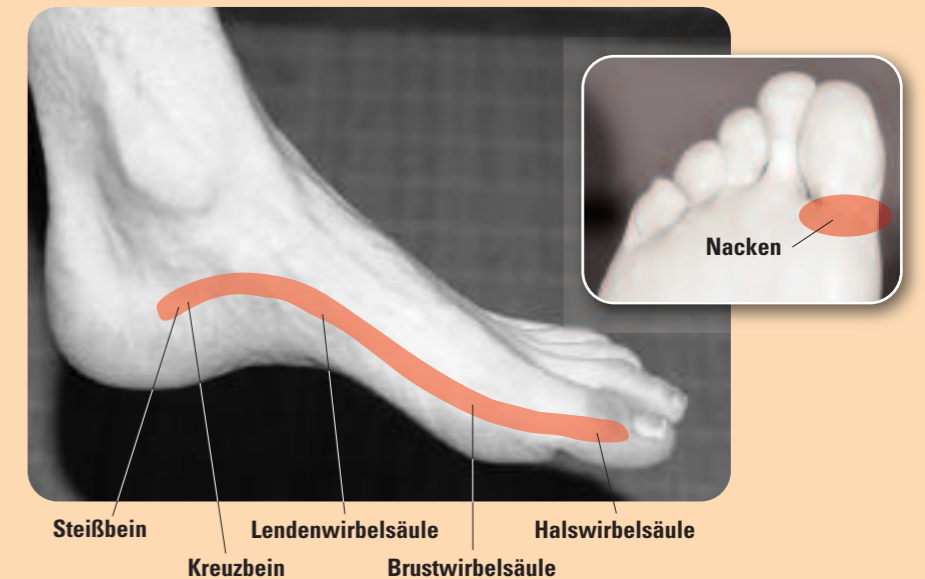 Nacken
Steißbein
Lendenwirbelsäule
Halswirbelsäule
Kreuzbein
Brustwirbelsäule